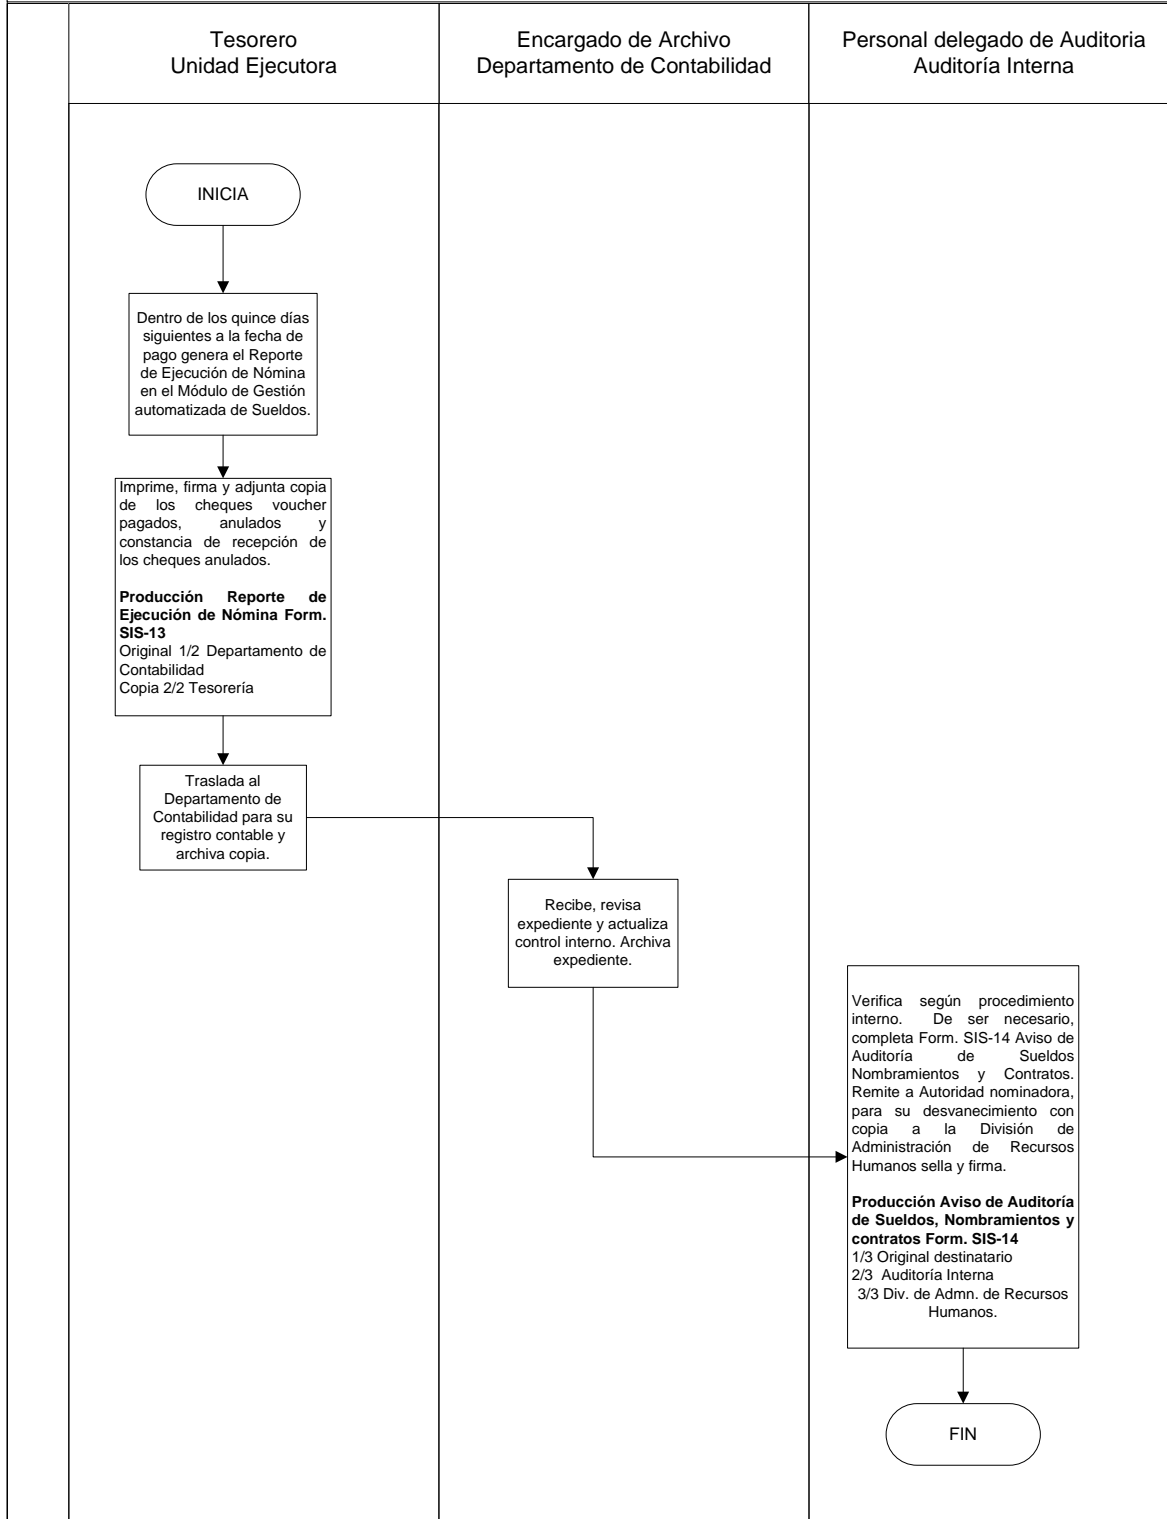 Tesorero
Unidad Ejecutora
Encargado de Archivo
Departamento de Contabilidad
Personal delegado de Auditoria
Auditoría Interna
INICIA
Dentro de los quince días
siguientes a la fecha de
pago genera el Reporte
de Ejecución de Nómina
en el Módulo de Gestión
automatizada de Sueldos.
Imprime, firma y adjunta copia
de los cheques voucher
pagados, anulados y
constancia de recepción de
los cheques anulados.
Producción Reporte de
Ejecución de Nómina Form.
SIS-13
Original 1/2 Departamento de
Contabilidad
Copia 2/2 Tesorería
Traslada al
Departamento de
Contabilidad para su
registro contable y
archiva copia.
Recibe, revisa
expediente y actualiza
control interno. Archiva
expediente.
Verifica según procedimiento
interno. De ser necesario,
completa Form. SIS-14 Aviso de
Auditoría de Sueldos
Nombramientos y Contratos.
Remite a Autoridad nominadora,
para su desvanecimiento con
copia a la División de
Administración de Recursos
Humanos sella y firma.
Producción Aviso de Auditoría
de Sueldos, Nombramientos y
contratos Form. SIS-14
1/3 Original destinatario
2/3 Auditoría Interna
3/3 Div. de Admn. de Recursos
Humanos.
FIN